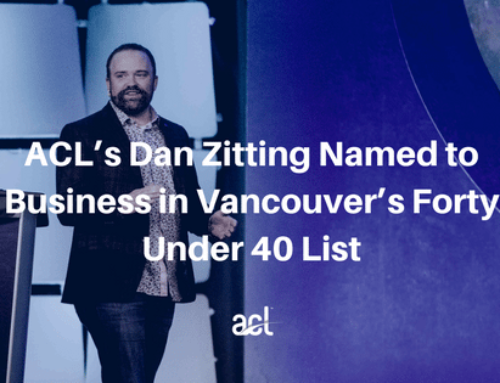 ACL’s Dan Zitting Named to
Business in Vancouver’s Forty
Under 40 List
acl